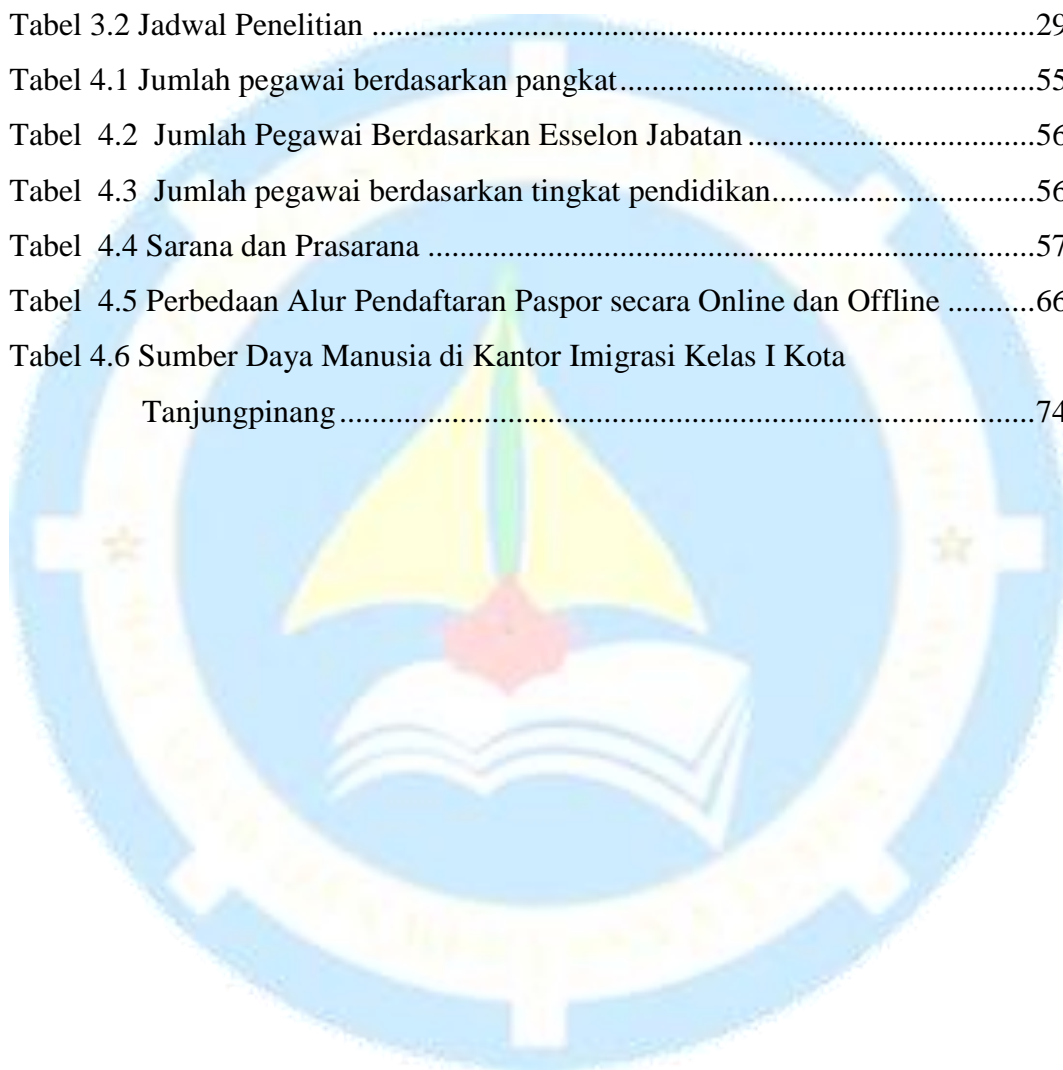 Tabel 3.2 Jadwal Penelitian ..................................................................................29
Tabel 4.1 Jumlah pegawai berdasarkan pangkat...................................................55
Tabel  4.2  Jumlah Pegawai Berdasarkan Esselon Jabatan ...................................56
Tabel  4.3  Jumlah pegawai berdasarkan tingkat pendidikan................................56
Tabel  4.4 Sarana dan Prasarana ...........................................................................57
Tabel  4.5 Perbedaan Alur Pendaftaran Paspor secara Online dan Offline ...........66
Tabel 4.6 Sumber Daya Manusia di Kantor Imigrasi Kelas I Kota
Tanjungpinang......................................................................................74